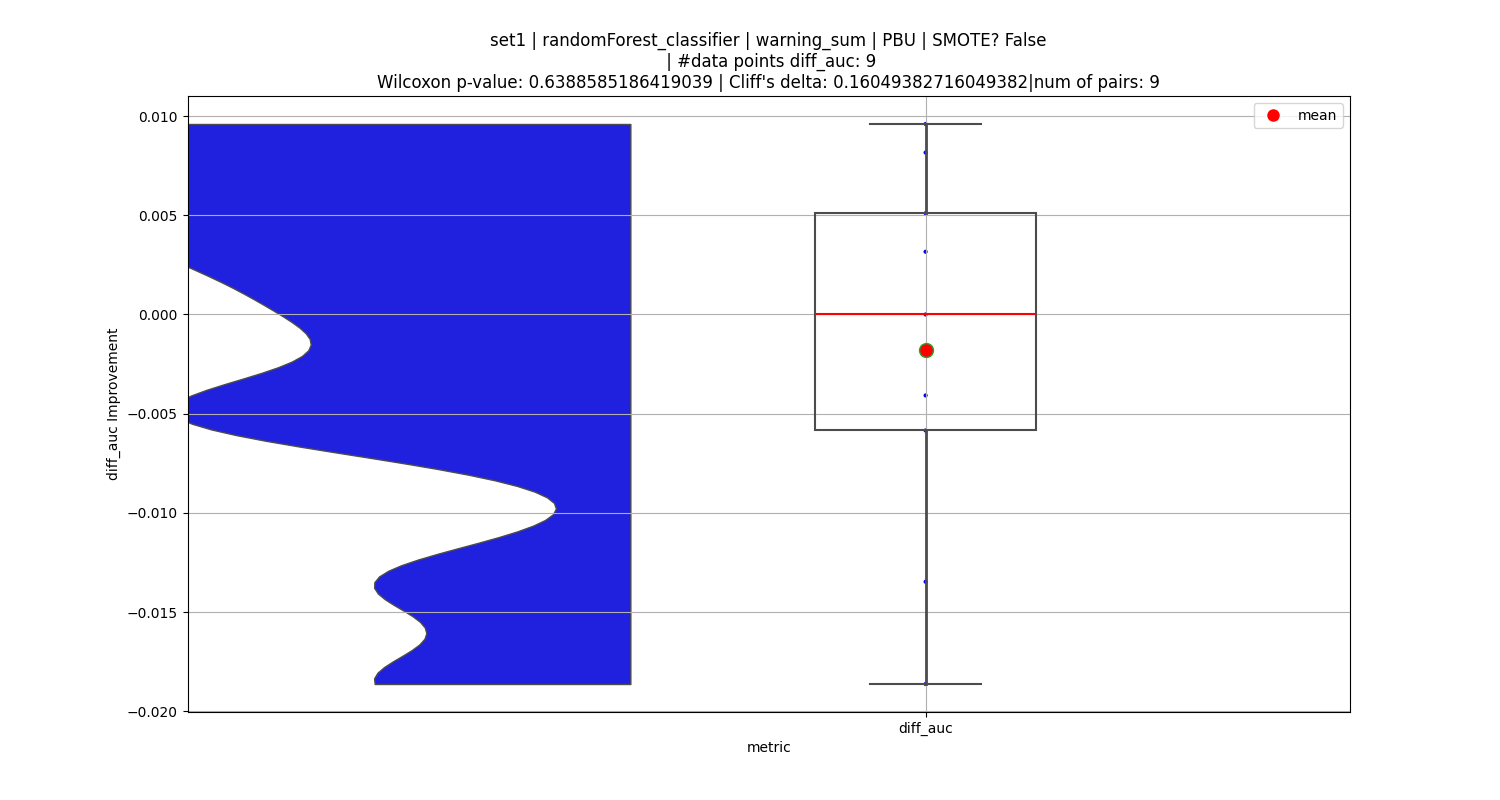 set1 | randomForest_classifier | warning_sum | PBU | SMOTE? False
| #data points diff_auc: 9
Wilcoxon p-value: 0.6388585186419039 | Cliff's delta: 0.16049382716049382|num of pairs: 9
mean
0.010
0.005
0.000
−0.005
−0.010
−0.015
−0.020
diff_auc Improvement
diff_auc
metric